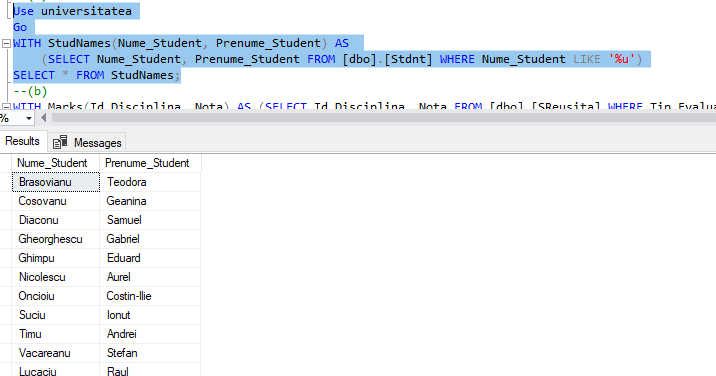 Use universitatea
Go
WITH StudNames(Nume_Student, Prenume_Student) AS
(SELECT Nume_Student, Prenume_Student FROM [dbo].[Stdnt] WHERE Nume_Student LIKE '%u')
SELECT * FROM StudNames;
--(b)
WITH Marks(Id_Disciplina, Nota) AS (SELECT Id_Disciplina, Nota FROM [dbo].[SReusita] WHERE Tip_Evalua
%
Results Messages
Nume_Student Prenume_Student
Brasovianu Teodora
Cosovanu Geanina
Diaconu Samuel
Gheorghescu Gabriel
Ghimpu Eduard
Nicolescu Aurel
Oncioiu Costin-Ilie
Suciu Ionut
Timu Andrei
Vacareanu Stefan
Lucaciu Raul